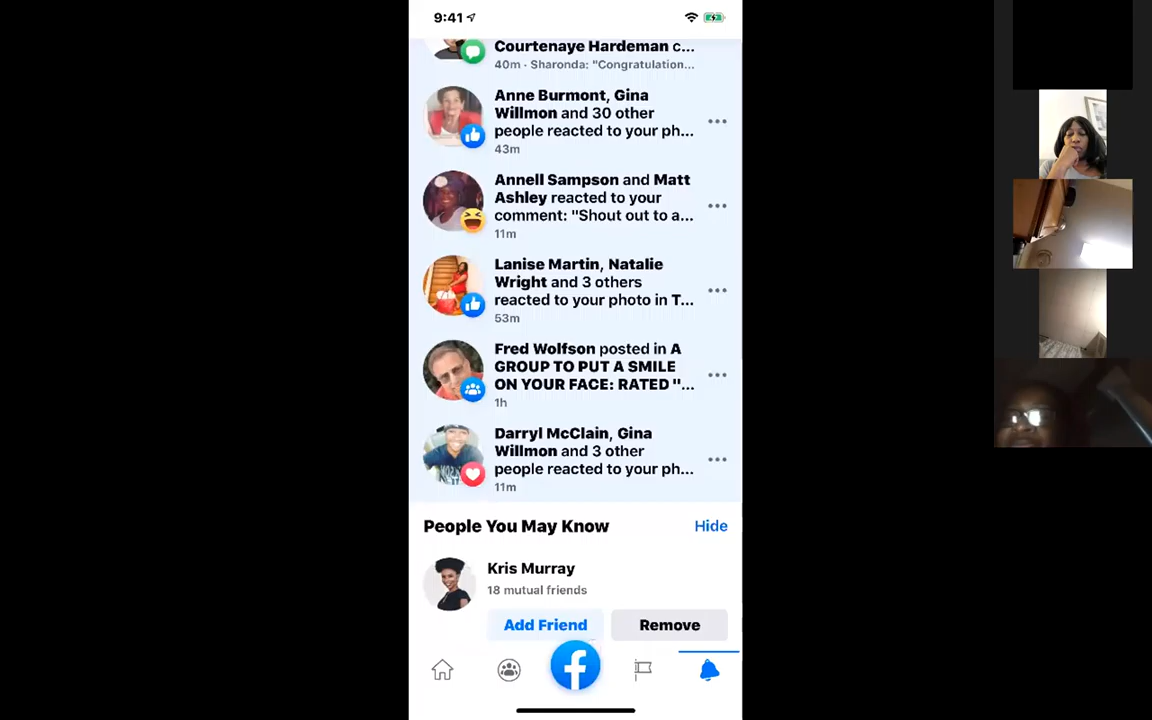 9:41
Courtenaye Hardeman c...
40m · Sharonda: "Congratulation...
Anne Burmont, Gina
Willmon and 30 other
people reacted to your ph...
43m
Annell Sampson and Matt
Ashley reacted to your
comment: "Shout out to a...
11m
Lanise Martin, Natalie
Wright and 3 others
reacted to your photo in T...
53m
Fred Wolfson posted in A
GROUP TO PUT A SMILE
ON YOUR FACE: RATED "...
1h
Darryl McClain, Gina
Willmon and 3 other
people reacted to your ph...
11m
People You May Know
Hide
Kris Murray
18 mutual friends
Add Friend
Remove